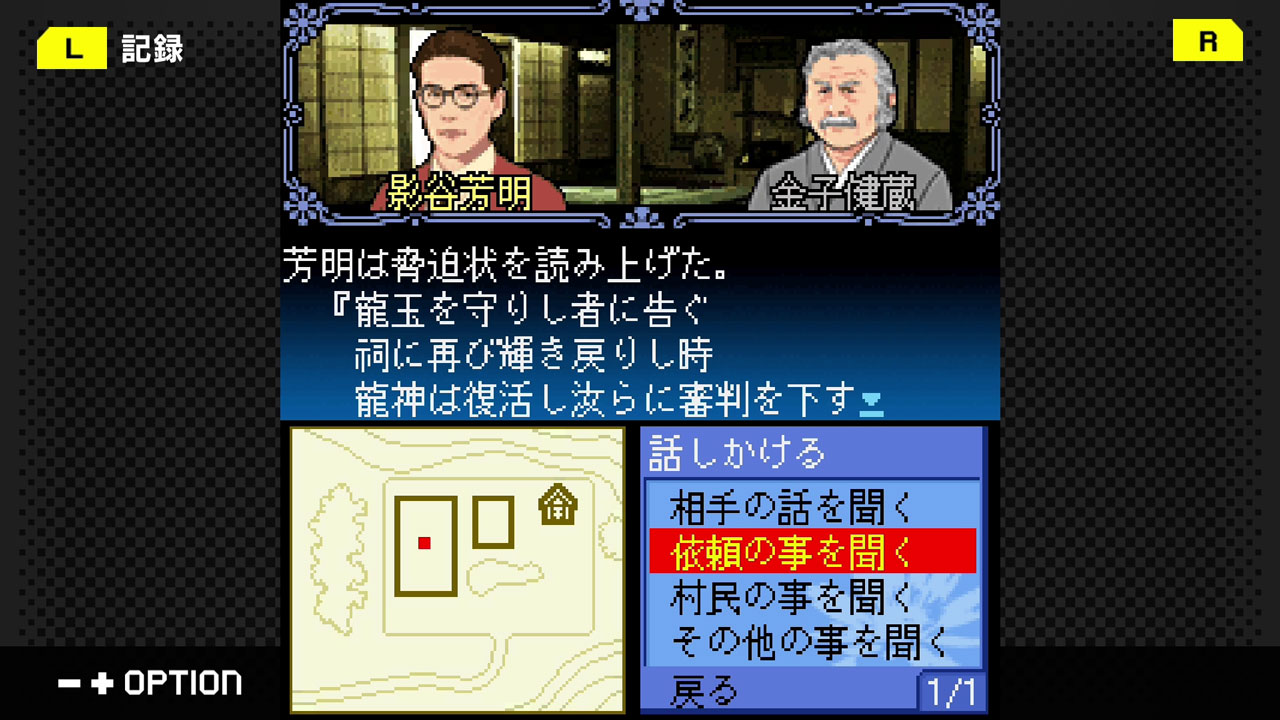 L 記録
R
影谷芳明
金子健蔵
芳明は脅迫状を読み上げた。
『龍玉を守りし者に告ぐ
祠に再び輝き戻りし時
龍神は復活し汝らに審判を下す
話しかける
相手の話を聞く
依頼の事を聞く
村民の事を聞く
その他の事を聞く
戻る 1/1
－ + OPTION